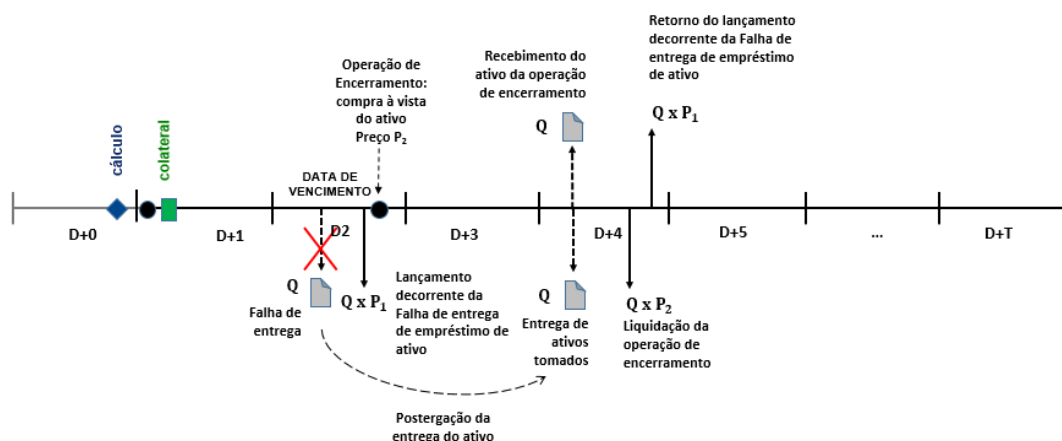 Retorno do lançamento
decorrente da Falha de
entrega de empréstimo
de ativo
Recebimento do
ativo da operação
de encerramento
Operação de
Encerramento:
compra à vista
do ativo
Preço P₂
cálculo
colateral
Q
Q x P₁
DATA DE
VENCIMENTO
D+0
D+1
D2
D+3
D+4
D+5
...
D+T
Q
Falha de
entrega
Q x P₁
Lançamento
decorrente da
Falha de entrega
de empréstimo de
ativo
Q
Entrega de
ativos
tomados
Q x P₂
Liquidação da
operação de
encerramento
Postergação da
entrega do ativo